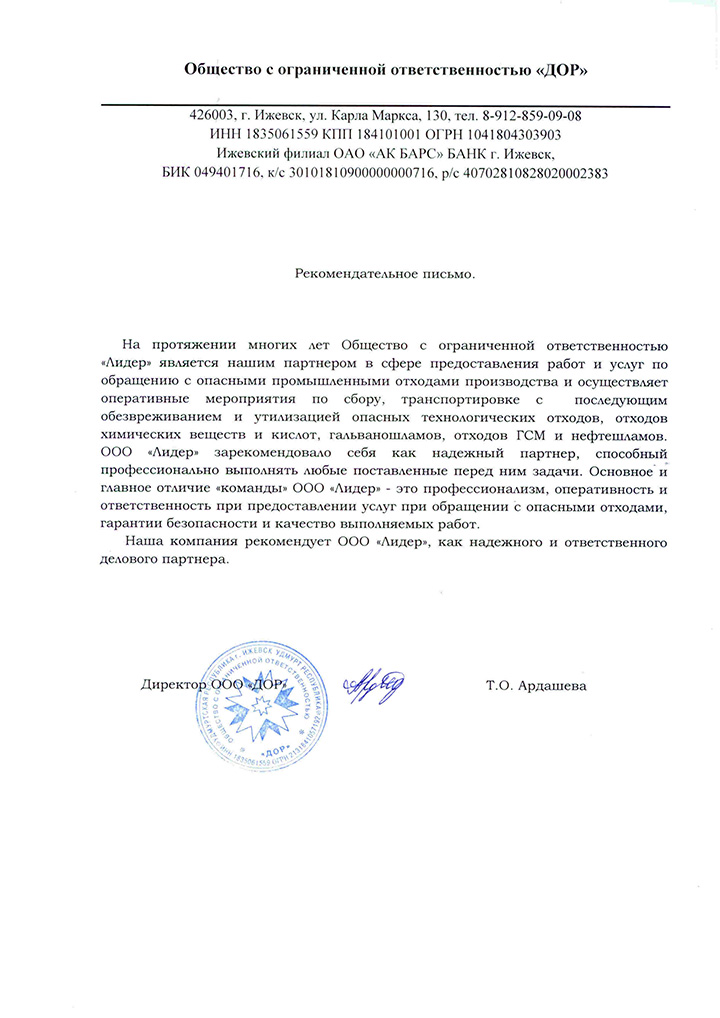 Общество с ограниченной ответственностью «ДОР»
426003, г. Ижевск, ул. Карла Маркса, 130, тел. 8-912-859-09-08
ИНН 1835061559 КПП 184101001 ОГРН 1041804303903
Ижевский филиал ОАО «АК БАРС» БАНК г. Ижевск,
БИК 049401716, к/с 30101810900000000716, р/с 40702810828020002383
Рекомендательное письмо.
На протяжении многих лет Общество с ограниченной ответственностью
«Лидер» является нашим партнером в сфере предоставления работ и услуг по
обращению с опасными промышленными отходами производства и осуществляет
оперативные мероприятия по сбору, транспортировке с последующим
обезвреживанием и утилизацией опасных технологических отходов, отходов
химических веществ и кислот, гальваношламов, отходов ГСМ и нефтешламов.
ООО «Лидер» зарекомендовало себя как надежный партнер, способный
профессионально выполнять любые поставленные перед ним задачи. Основное и
главное отличие «команды» ООО «Лидер» - это профессионализм, оперативность и
ответственность при предоставлении услуг при обращении с опасными отходами,
гарантии безопасности и качество выполняемых работ.
Наша компания рекомендует ООО «Лидер», как надежного и ответственного
делового партнера.
Директор ООО «ДОР»
Т.О. Ардашева
ОБЩЕСТВО С ОГРАНИЧЕННОЙ ОТВЕТСТВЕННОСТЬЮ
«ДОР»